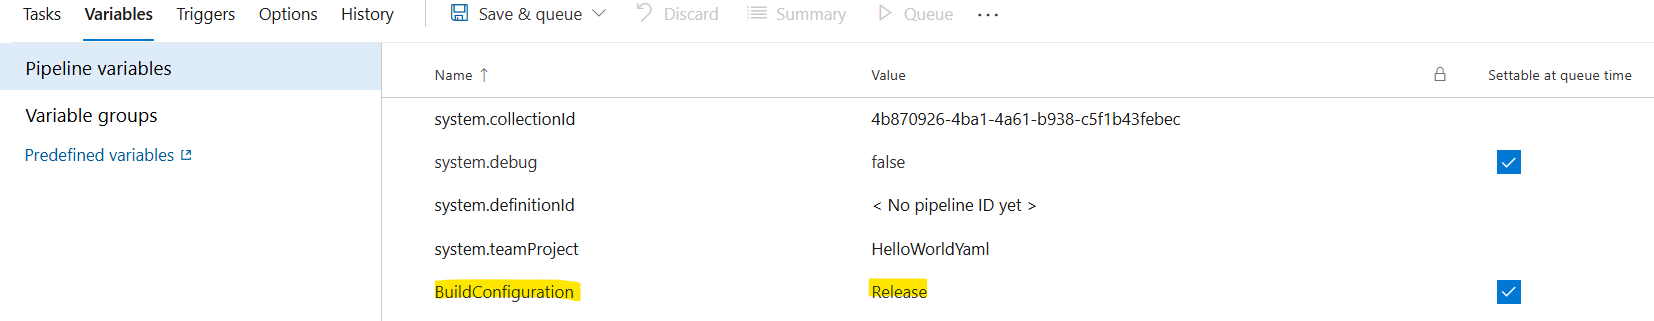 Tasks Variables Triggers Options History Save & queue Discard Summary Queue ...
Pipeline variables
Variable groups
Predefined variables
Name ↑ Value Settable at queue time
system.collectionId 4b870926-4ba1-4a61-b938-c5f1b43febec
system.debug false
system.definitionId < No pipeline ID yet >
system.teamProject HelloWorldYaml
BuildConfiguration Release